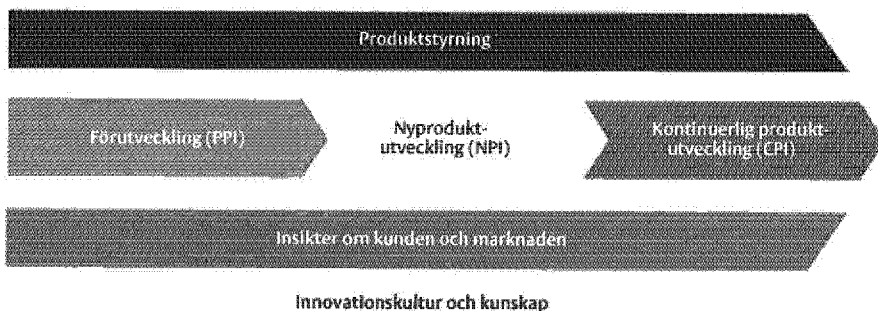 Produktstyrning
Förutveckling (PPI)
Nyprodukt-
utveckling (NPI)
Kontinuerlig produkt-
utveckling (CPI)
Insikter om kunden och marknaden
Innovationskultur och kunskap